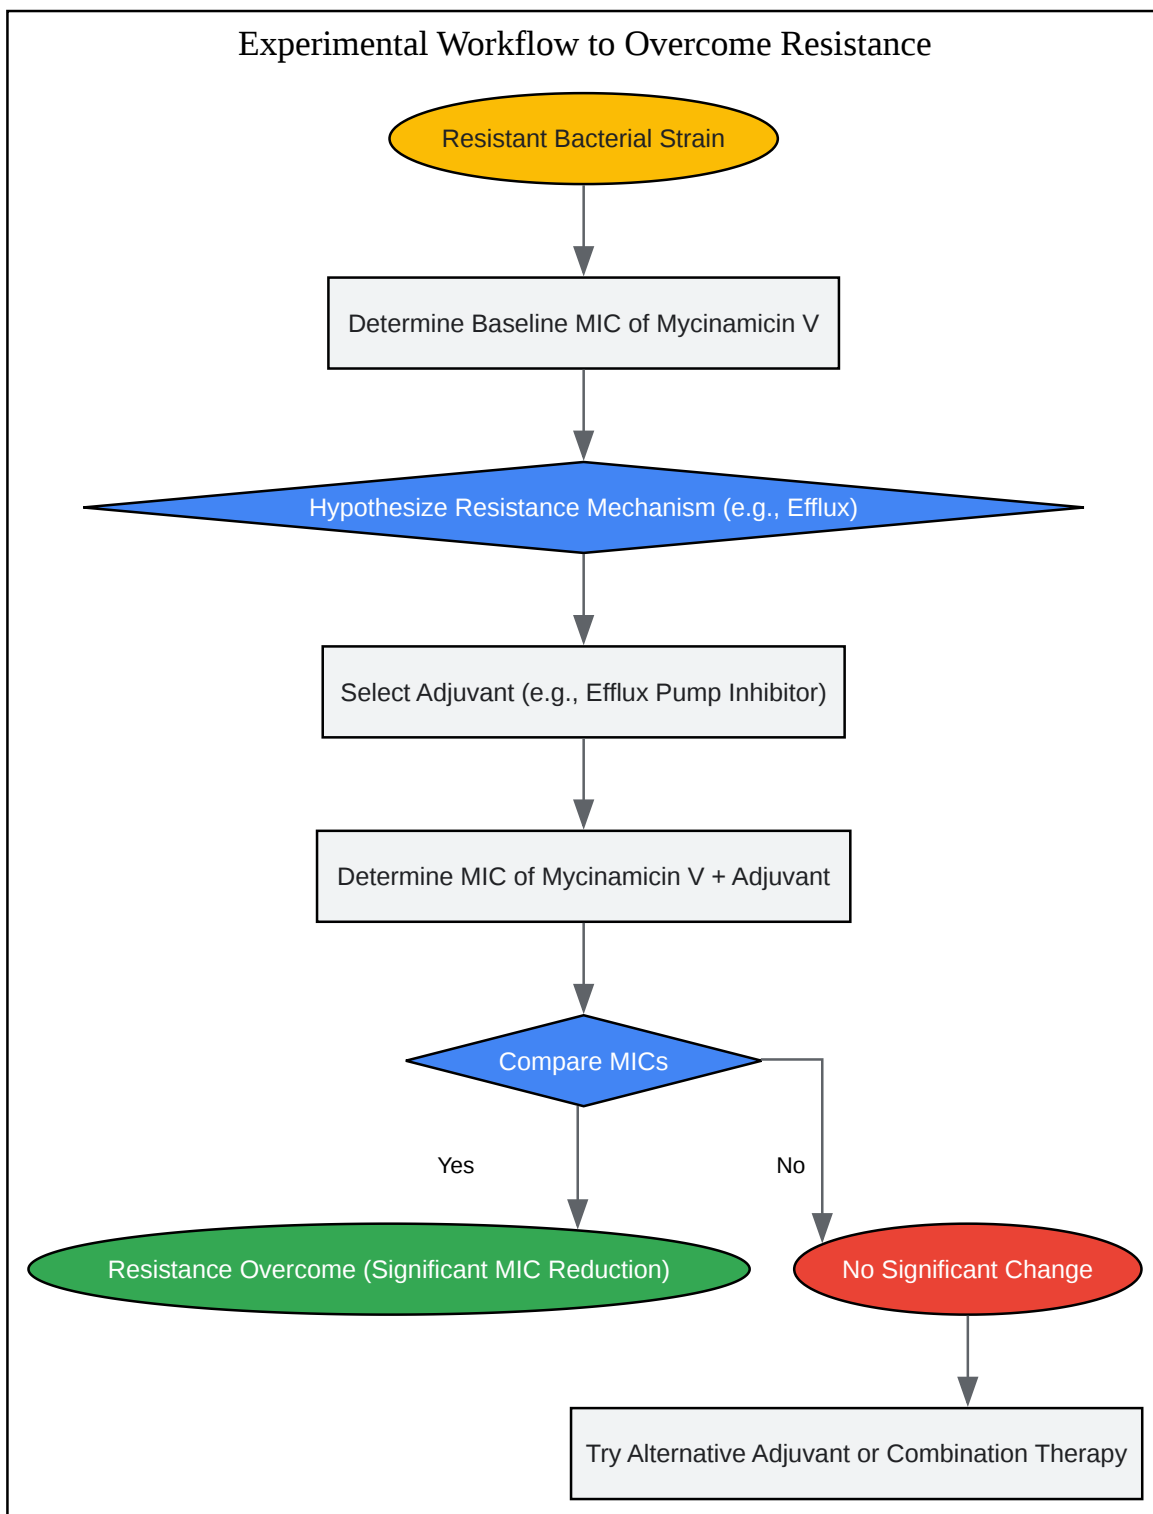 Experimental Workflow to Overcome Resistance
Resistant Bacterial Strain
Determine Baseline MIC of Mycinamicin V
Hypothesize Resistance Mechanism (e.g., Efflux)
Select Adjuvant (e.g., Efflux Pump Inhibitor)
Determine MIC of Mycinamicin V + Adjuvant
Compare MICs
Yes
No
Resistance Overcome (Significant MIC Reduction)
No Significant Change
Try Alternative Adjuvant or Combination Therapy